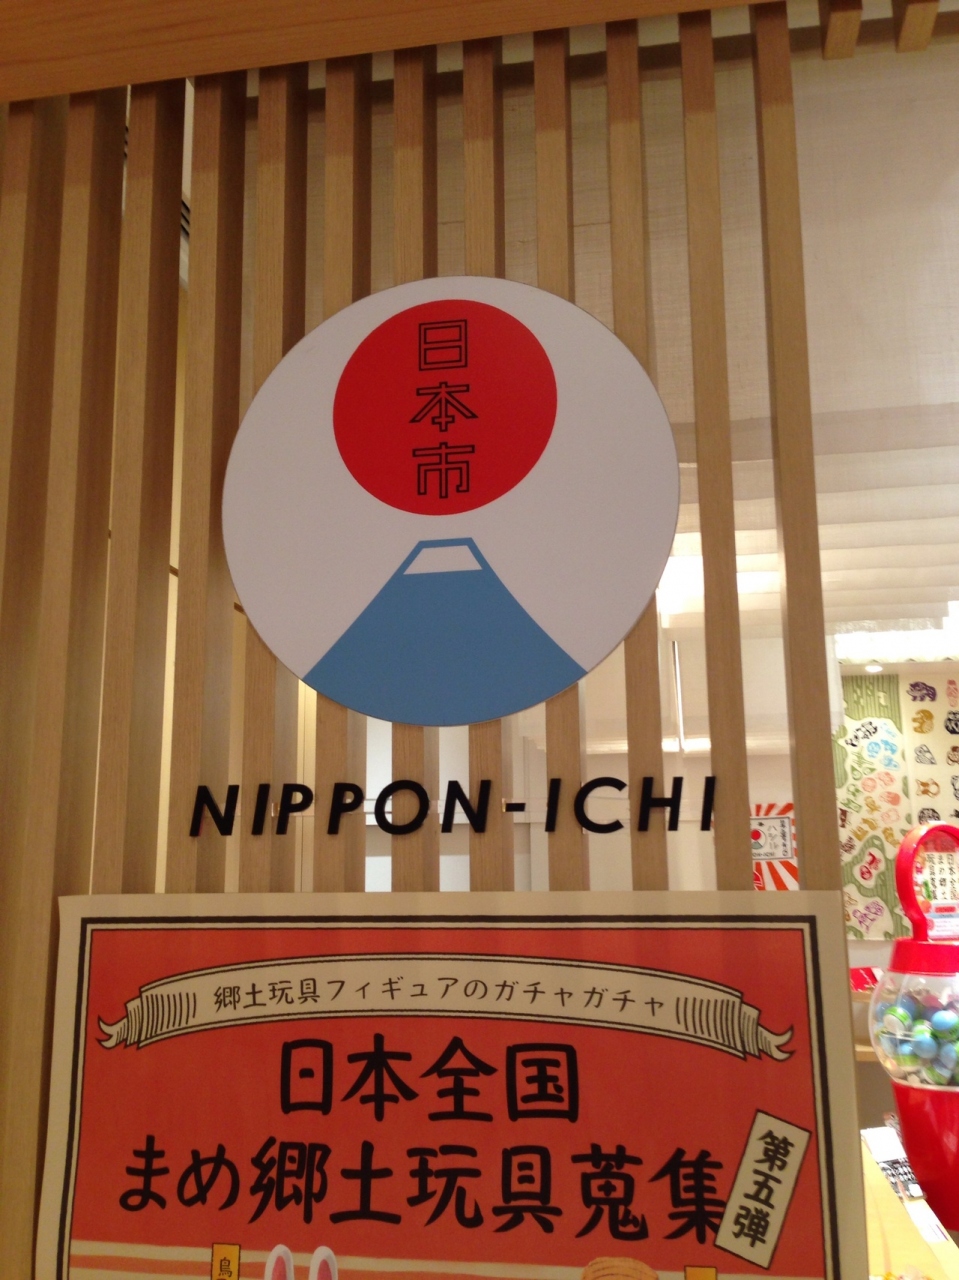 日本市
NIPPON-ICHI
郷土玩具フィギュアのガチャガチャ
日本全国
まめ郷土玩具蒐集
第五弾
鳥